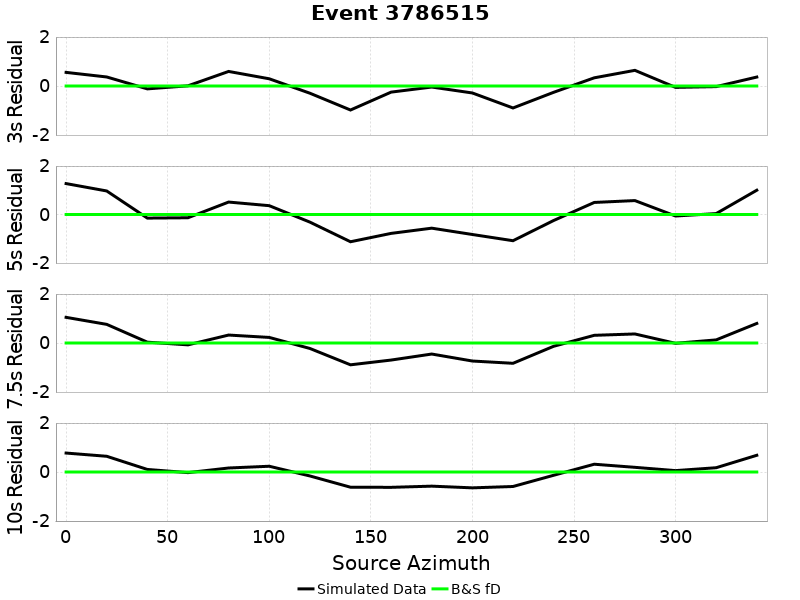 Event 3786515
2
0
-2
3s Residual
2
0
-2
5s Residual
2
0
-2
7.5s Residual
2
0
-2
10s Residual
0 50 100 150 200 250 300
Source Azimuth
Simulated Data B&S fD